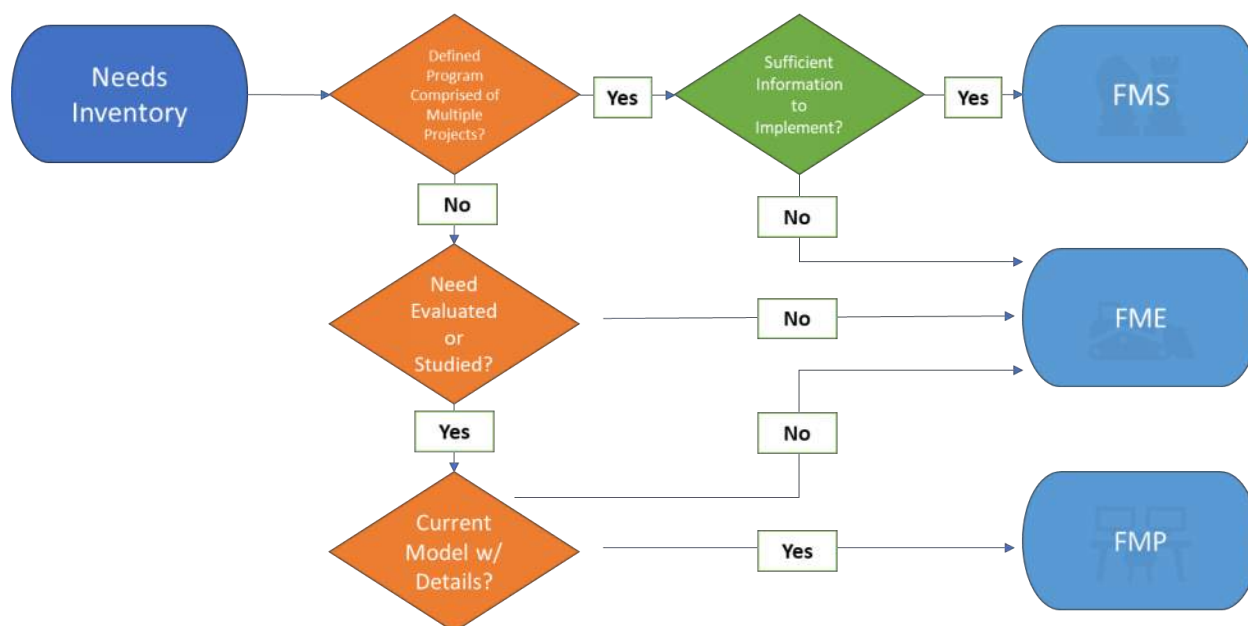 Needs
Inventory
Defined
Program
Comprised of
Multiple
Projects?
Yes
Sufficient
Information
to
Implement?
Yes
FMS
No
No
Need
Evaluated
or
Studied?
No
FME
Yes
No
Current
Model w/
Details?
Yes
FMP